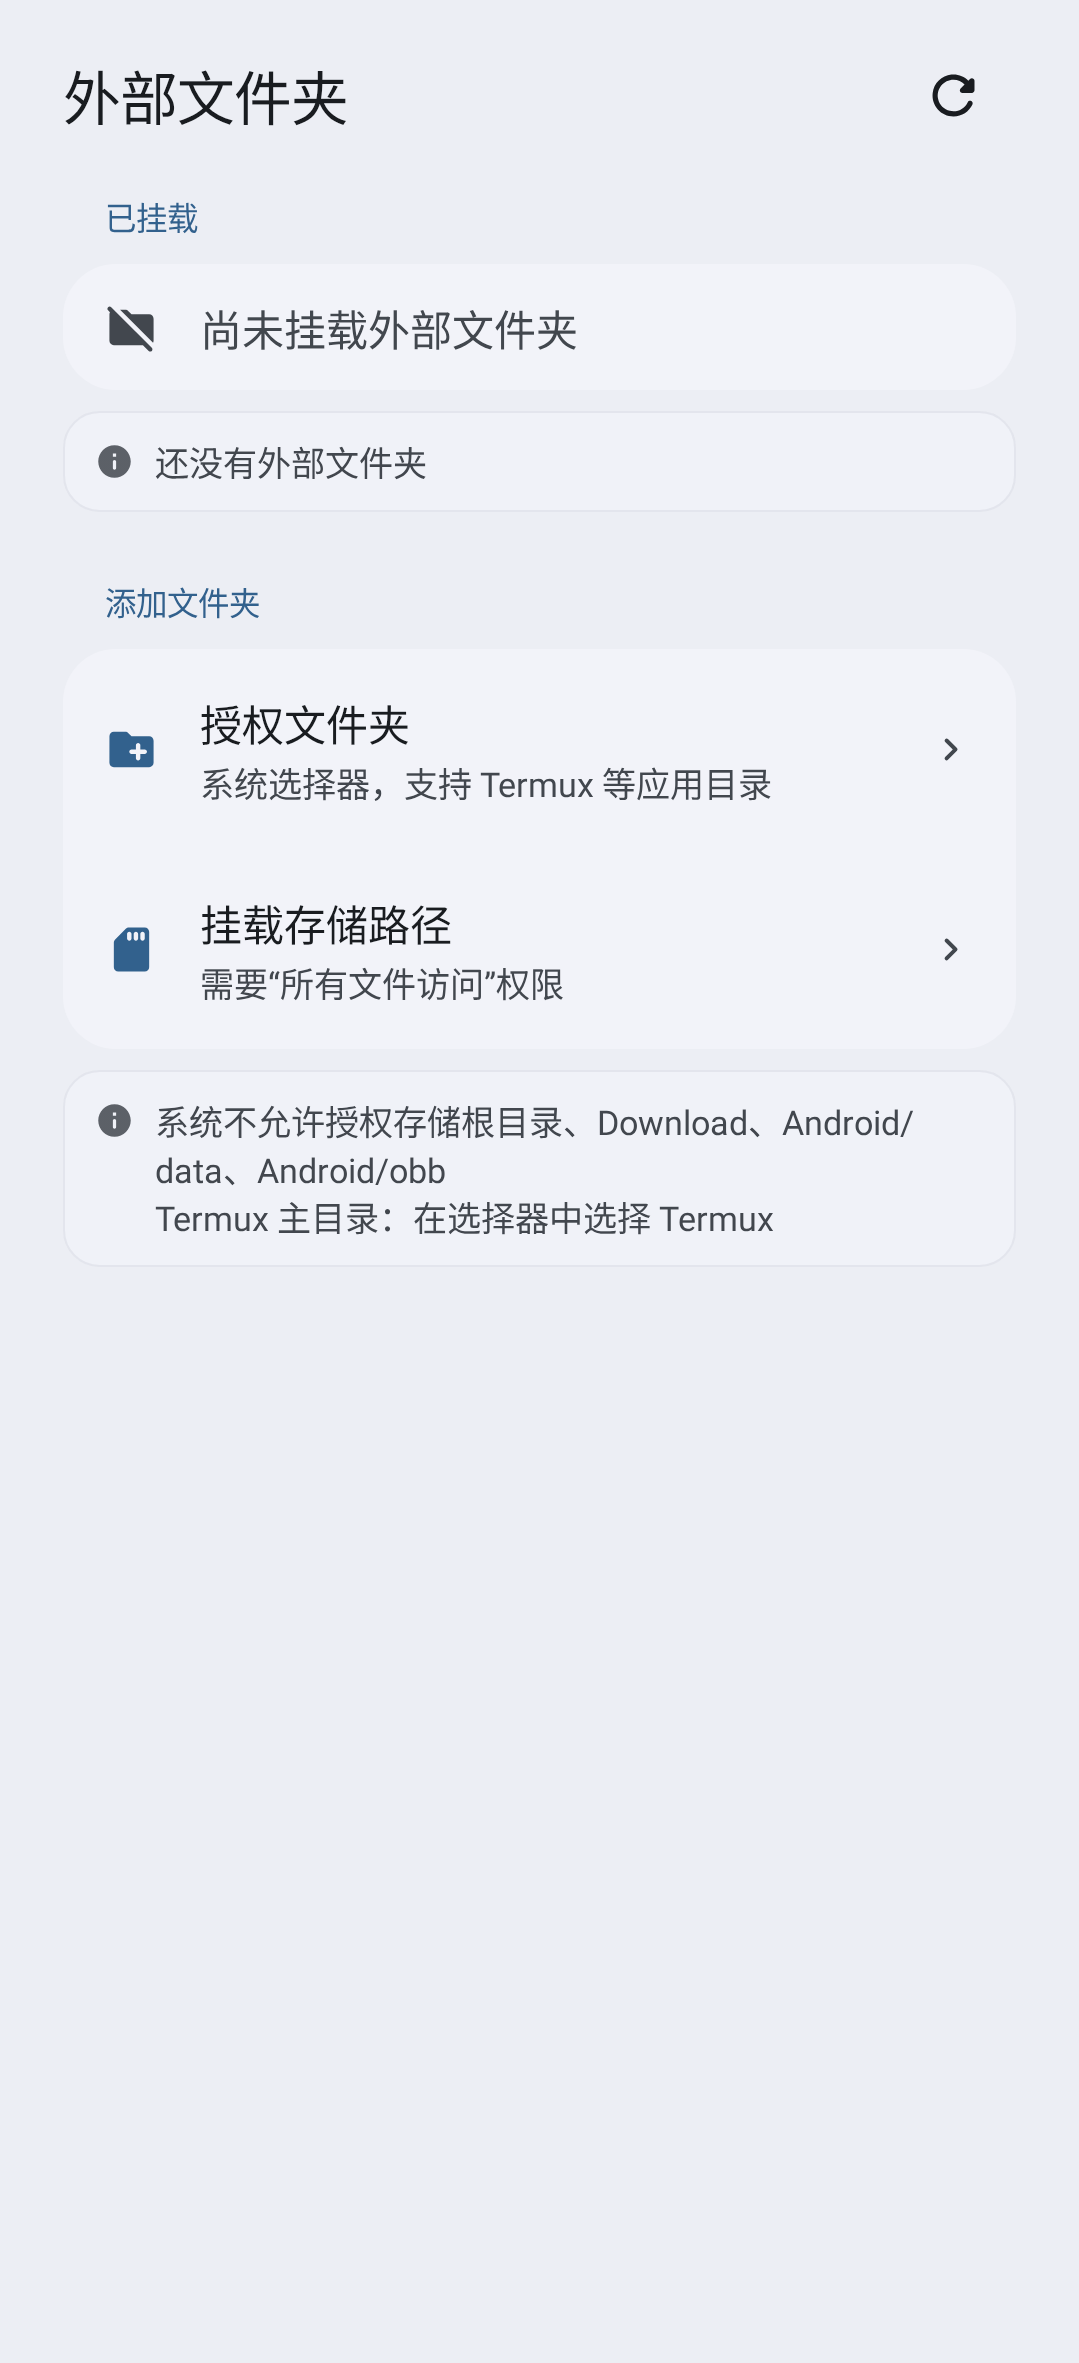 外部文件夹
已挂载
尚未挂载外部文件夹
还没有外部文件夹
添加文件夹
授权文件夹
系统选择器，支持 Termux 等应用目录
挂载存储路径
需要“所有文件访问”权限
系统不允许授权存储根目录、Download、Android/
data、Android/obb
Termux 主目录：在选择器中选择 Termux